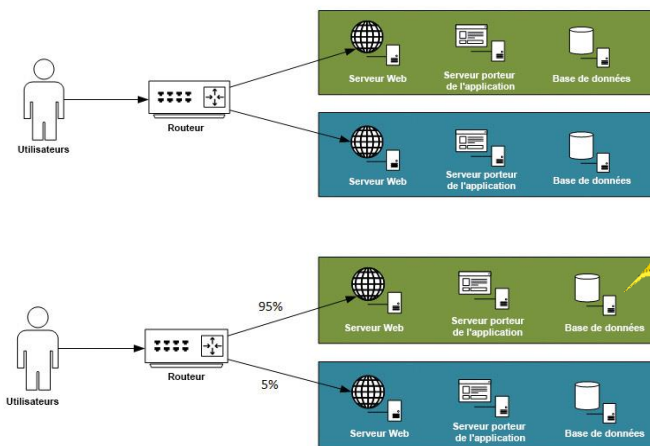 Serveur Web
Serveur porteur
de l'application
Base de données
Utilisateurs
Routeur
Serveur Web
Serveur porteur
de l'application
Base de données
95%
Serveur Web
Serveur porteur
de l'application
Base de données
Utilisateurs
Routeur
5%
Serveur Web
Serveur porteur
de l'application
Base de données